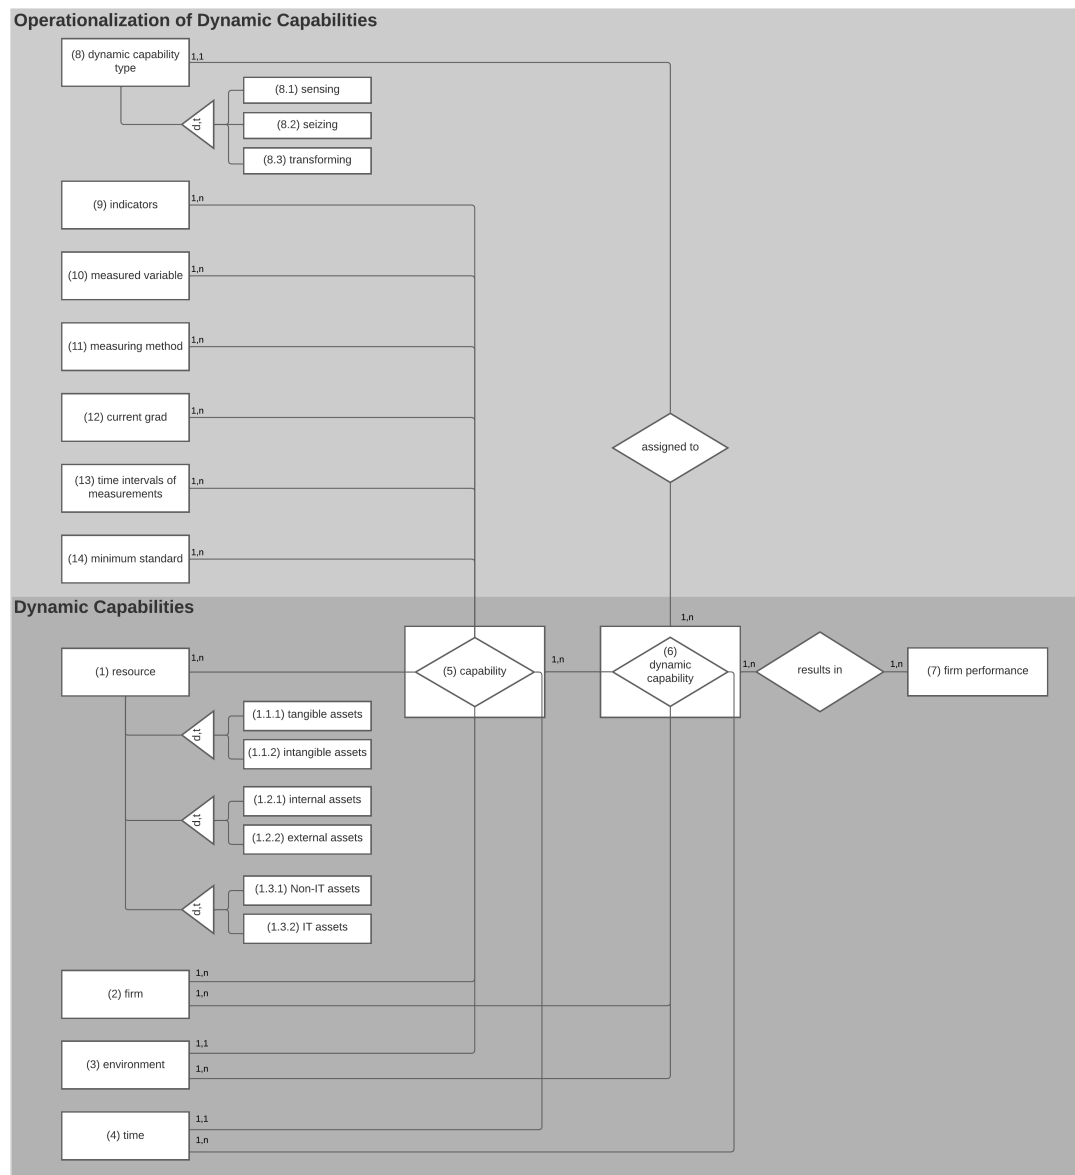 Operationalization of Dynamic Capabilities
(8) dynamic capability
type
1,1
(8.1) sensing
d,t
(8.2) seizing
(8.3) transforming
(9) indicators
1,n
(10) measured variable
1,n
(11) measuring method
1,n
(12) current grad
1,n
assigned to
(13) time intervals of
measurements
1,n
(14) minimum standard
1,n
Dynamic Capabilities
1,n
(1) resource
1,n
(5) capability
1,n
(6)
dynamic
capability
1,n
results in
1,n
(7) firm performance
d,t
(1.1.1) tangible assets
(1.1.2) intangible assets
d,t
(1.2.1) internal assets
(1.2.2) external assets
d,t
(1.3.1) Non-IT assets
(1.3.2) IT assets
(2) firm
1,n
1,n
(3) environment
1,1
1,n
(4) time
1,1
1,n